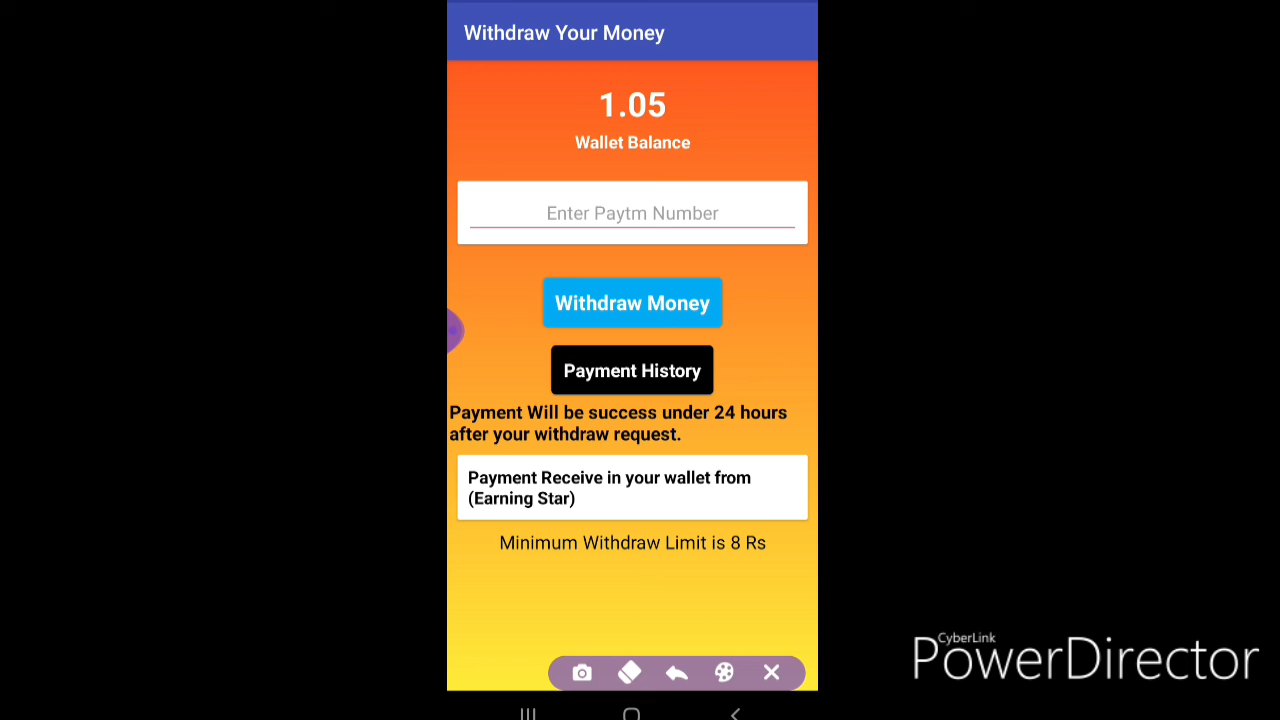 Withdraw Your Money
1.05
Wallet Balance
Enter Paytm Number
Withdraw Money
Payment History
Payment Will be success under 24 hours
after your withdraw request.
Payment Receive in your wallet from
(Earning Star)
Minimum Withdraw Limit is 8 Rs
CyberLink
PowerDirector